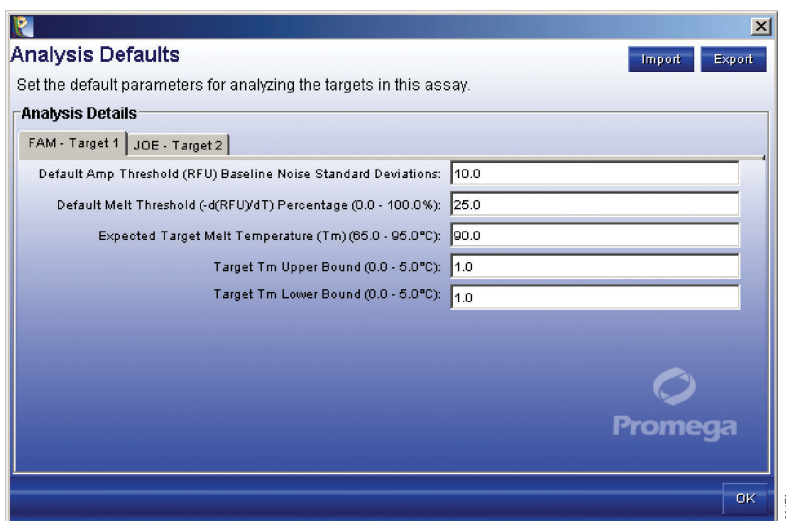 Analysis Defaults
Import Export
Set the default parameters for analyzing the targets in this assay.
Analysis Details
FAM - Target 1 JOE - Target 2
Default Amp Threshold (RFU) Baseline Noise Standard Deviations: 10.0
Default Melt Threshold (-d(RFU)/dT) Percentage (0.0 - 100.0%): 25.0
Expected Target Melt Temperature (Tm) (65.0 - 95.0°C): 90.0
Target Tm Upper Bound (0.0 - 5.0°C): 1.0
Target Tm Lower Bound (0.0 - 5.0°C): 1.0
Promega
OK